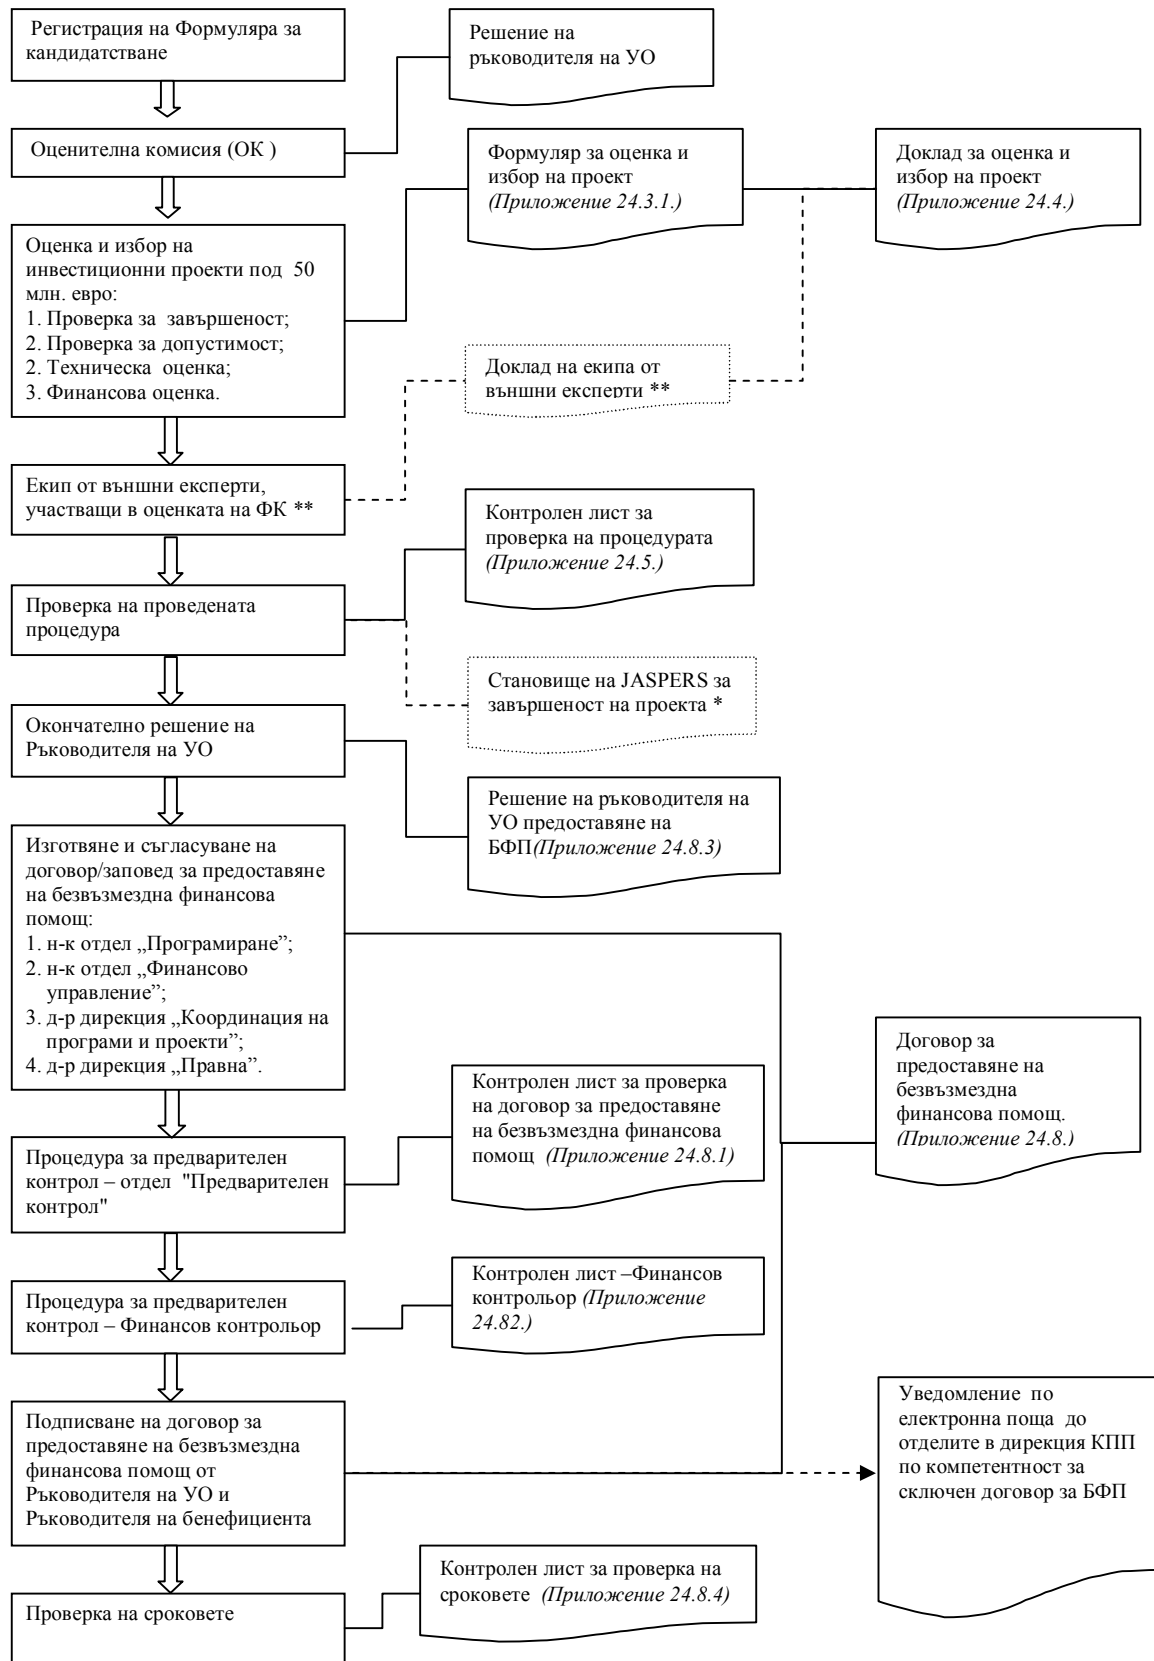 Регистрация на Формуляра за
кандидатстване
Решение на
ръководителя на УО
Оценителна комисия (ОК )
Формуляр за оценка и
избор на проект
(Приложение 24.3.1.)
Доклад за оценка и
избор на проект
(Приложение 24.4.)
Оценка и избор на
инвестиционни проекти под 50
млн. евро:
1. Проверка за завършеност;
2. Проверка за допустимост;
2. Техническа оценка;
3. Финансова оценка.
Доклад на екипа от
външни експерти **
Екип от външни експерти,
участващи в оценката на ФК **
Контролен лист за
проверка на процедурата
(Приложение 24.5.)
Проверка на проведената
процедура
Становище на JASPERS за
завършеност на проекта *
Окончателно решение на
Ръководителя на УО
Решение на ръководителя на
УО предоставяне на
БФП(Приложение 24.8.3)
Изготвяне и съгласуване на
договор/заповед за предоставяне
на безвъзмездна финансова
помощ:
1. н-к отдел „Програмиране”;
2. н-к отдел „Финансово
управление”;
3. д-р дирекция „Координация на
програми и проекти”;
4. д-р дирекция „Правна”.
Договор за
предоставяне на
безвъзмездна
финансова помощ.
(Приложение 24.8.)
Контролен лист за проверка
на договор за предоставяне
на безвъзмездна финансова
помощ (Приложение 24.8.1)
Процедура за предварителен
контрол – отдел "Предварителен
контрол"
Контролен лист –Финансов
контрольор (Приложение
24.82.)
Процедура за предварителен
контрол – Финансов контрольор
Подписване на договор за
предоставяне на безвъзмездна
финансова помощ от
Ръководителя на УО и
Ръководителя на бенефициента
Уведомление по
електронна поща до
отделите в дирекция КПП
по компетентност за
сключен договор за БФП
Контролен лист за проверка на
сроковете (Приложение 24.8.4)
Проверка на сроковете